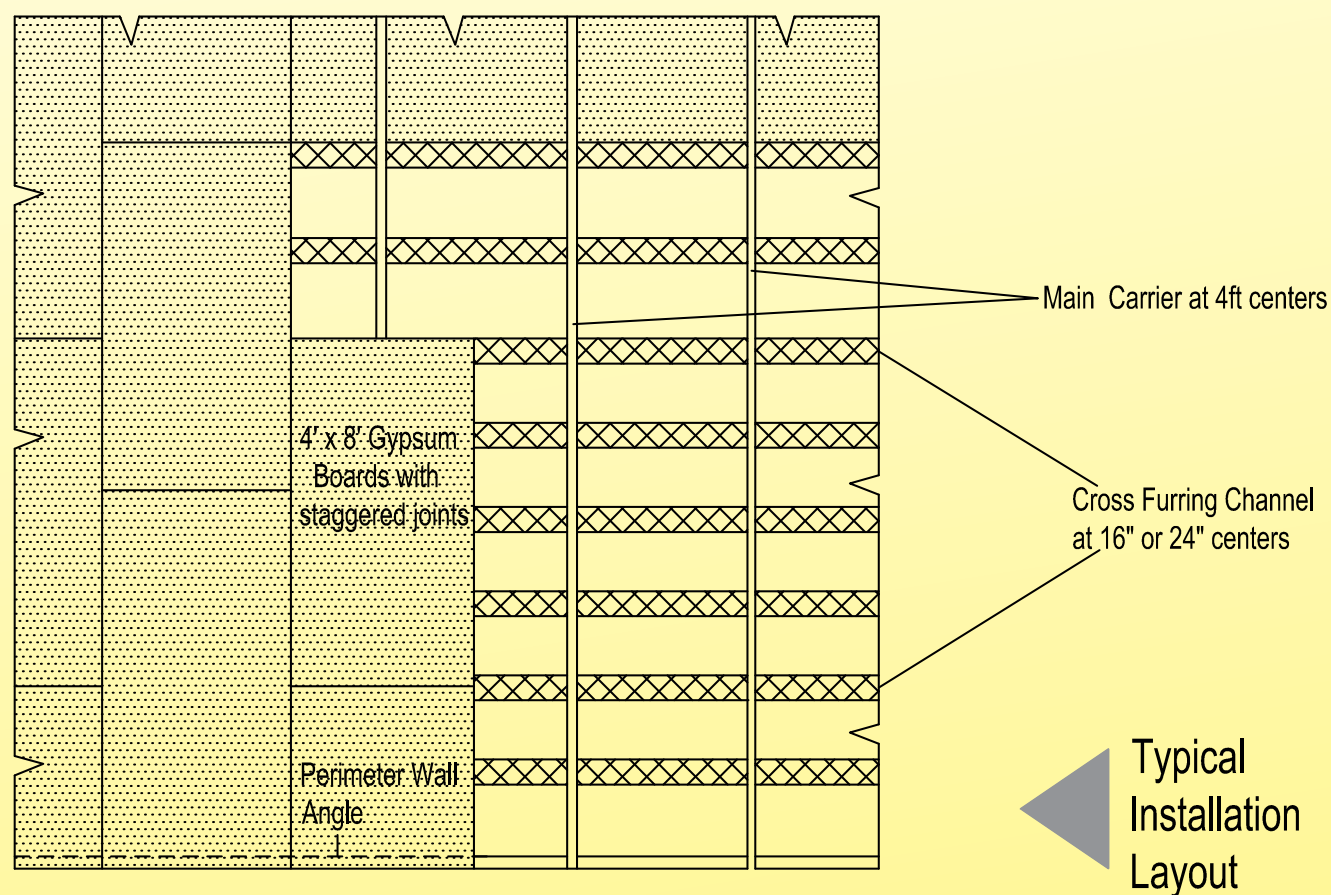 Main Carrier at 4ft centers
4' x 8' Gypsum
Boards with
staggered joints
Cross Furring Channel
at 16" or 24" centers
Perimeter Wall
Angle
Typical
Installation
Layout